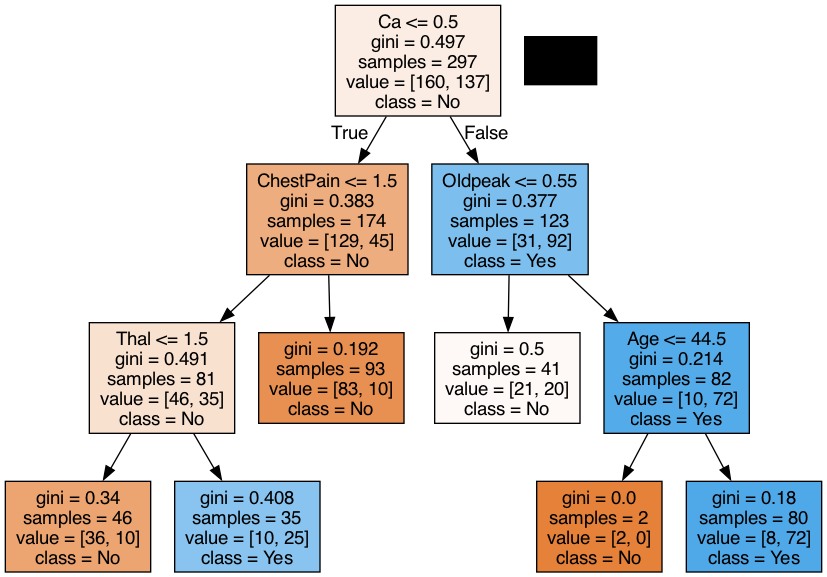 Ca <= 0.5
gini = 0.497
samples = 297
value = [160, 137]
class = No
True
False
ChestPain <= 1.5
gini = 0.383
samples = 174
value = [129, 45]
class = No
Oldpeak <= 0.55
gini = 0.377
samples = 123
value = [31, 92]
class = Yes
Thal <= 1.5
gini = 0.491
samples = 81
value = [46, 35]
class = No
gini = 0.192
samples = 93
value = [83, 10]
class = No
gini = 0.5
samples = 41
value = [21, 20]
class = No
Age <= 44.5
gini = 0.214
samples = 82
value = [10, 72]
class = Yes
gini = 0.34
samples = 46
value = [36, 10]
class = No
gini = 0.408
samples = 35
value = [10, 25]
class = Yes
gini = 0.0
samples = 2
value = [2, 0]
class = No
gini = 0.18
samples = 80
value = [8, 72]
class = Yes